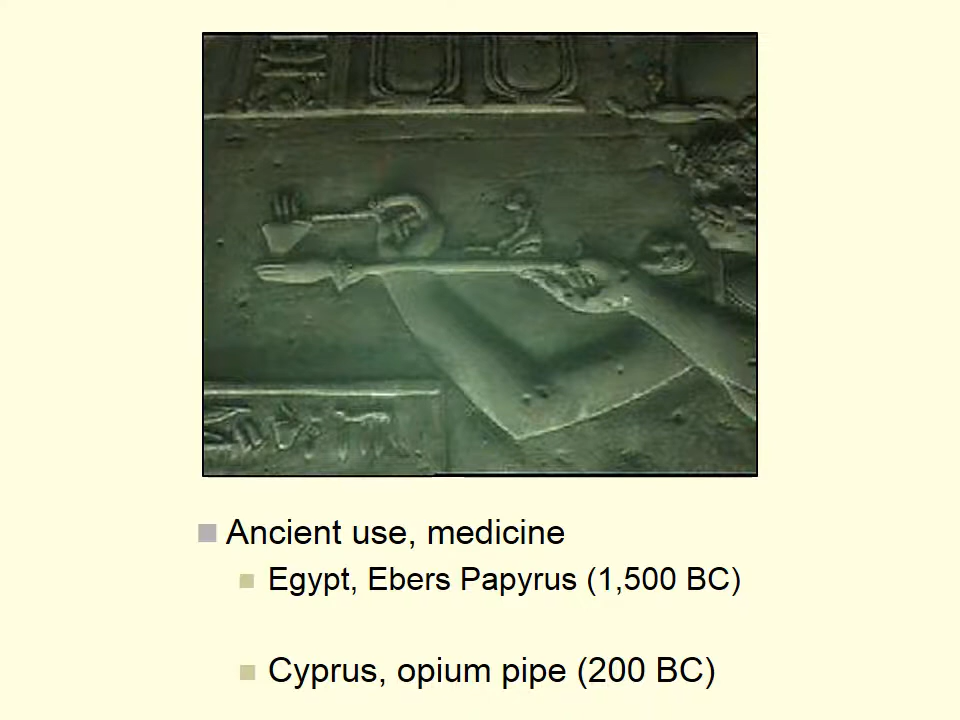 Ancient use, medicine
Egypt, Ebers Papyrus (1,500 BC)
Cyprus, opium pipe (200 BC)